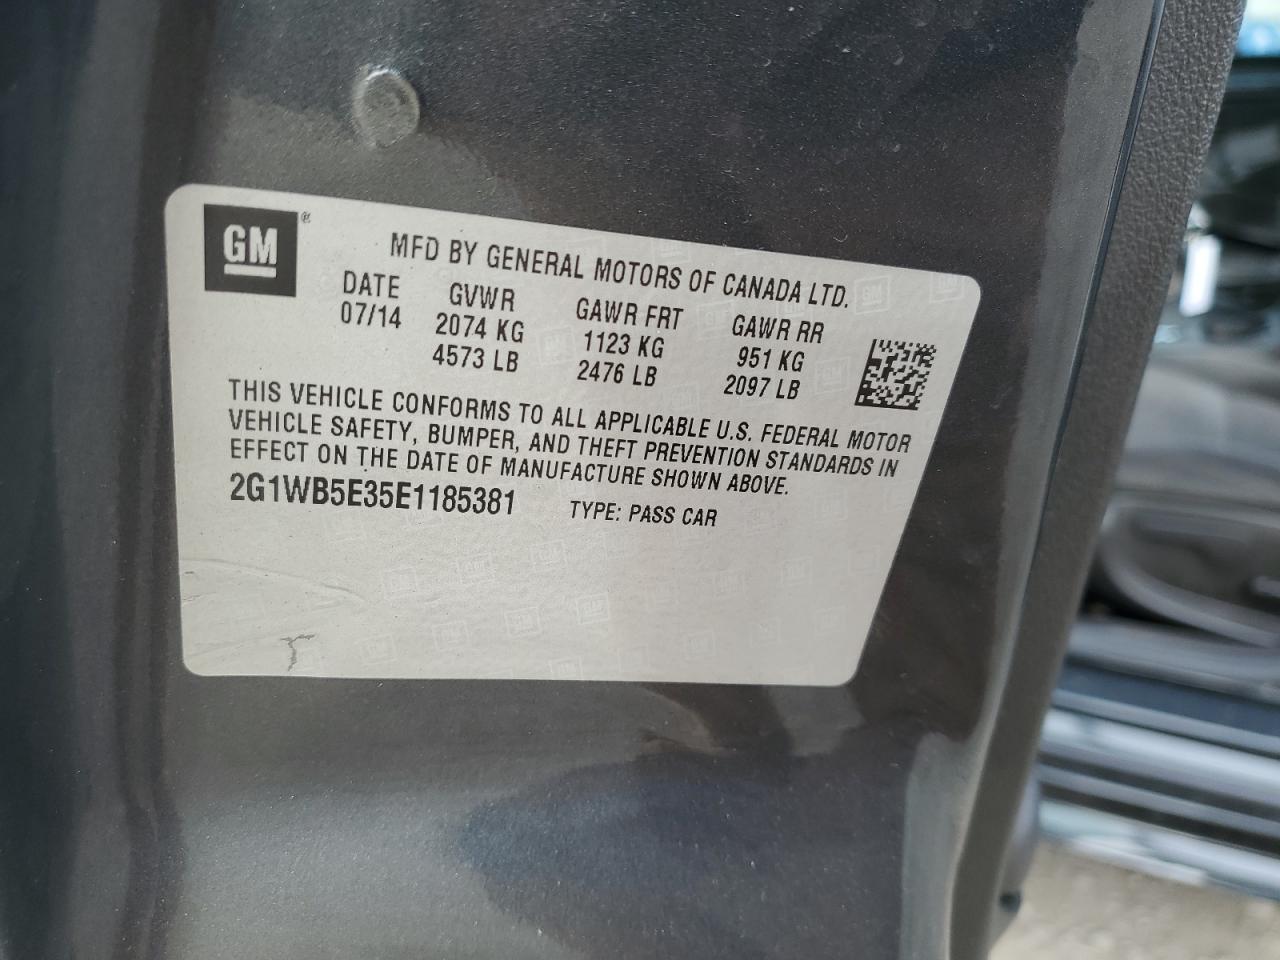 GM ®
MFD BY GENERAL MOTORS OF CANADA LTD.
DATE GVWR GAWR FRT GAWR RR
07/14 2074 KG 1123 KG 951 KG
4573 LB 2476 LB 2097 LB
THIS VEHICLE CONFORMS TO ALL APPLICABLE U.S. FEDERAL MOTOR
VEHICLE SAFETY, BUMPER, AND THEFT PREVENTION STANDARDS IN
EFFECT ON THE DATE OF MANUFACTURE SHOWN ABOVE.
2G1WB5E35E1185381 TYPE: PASS CAR